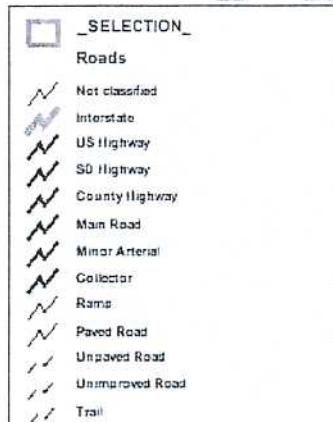 _SELECTION_
Roads
Not classified
Interstate
US Highway
SD Highway
County Highway
Main Road
Minor Arterial
Collector
Ramp
Paved Road
Unpaved Road
Unimproved Road
Trail